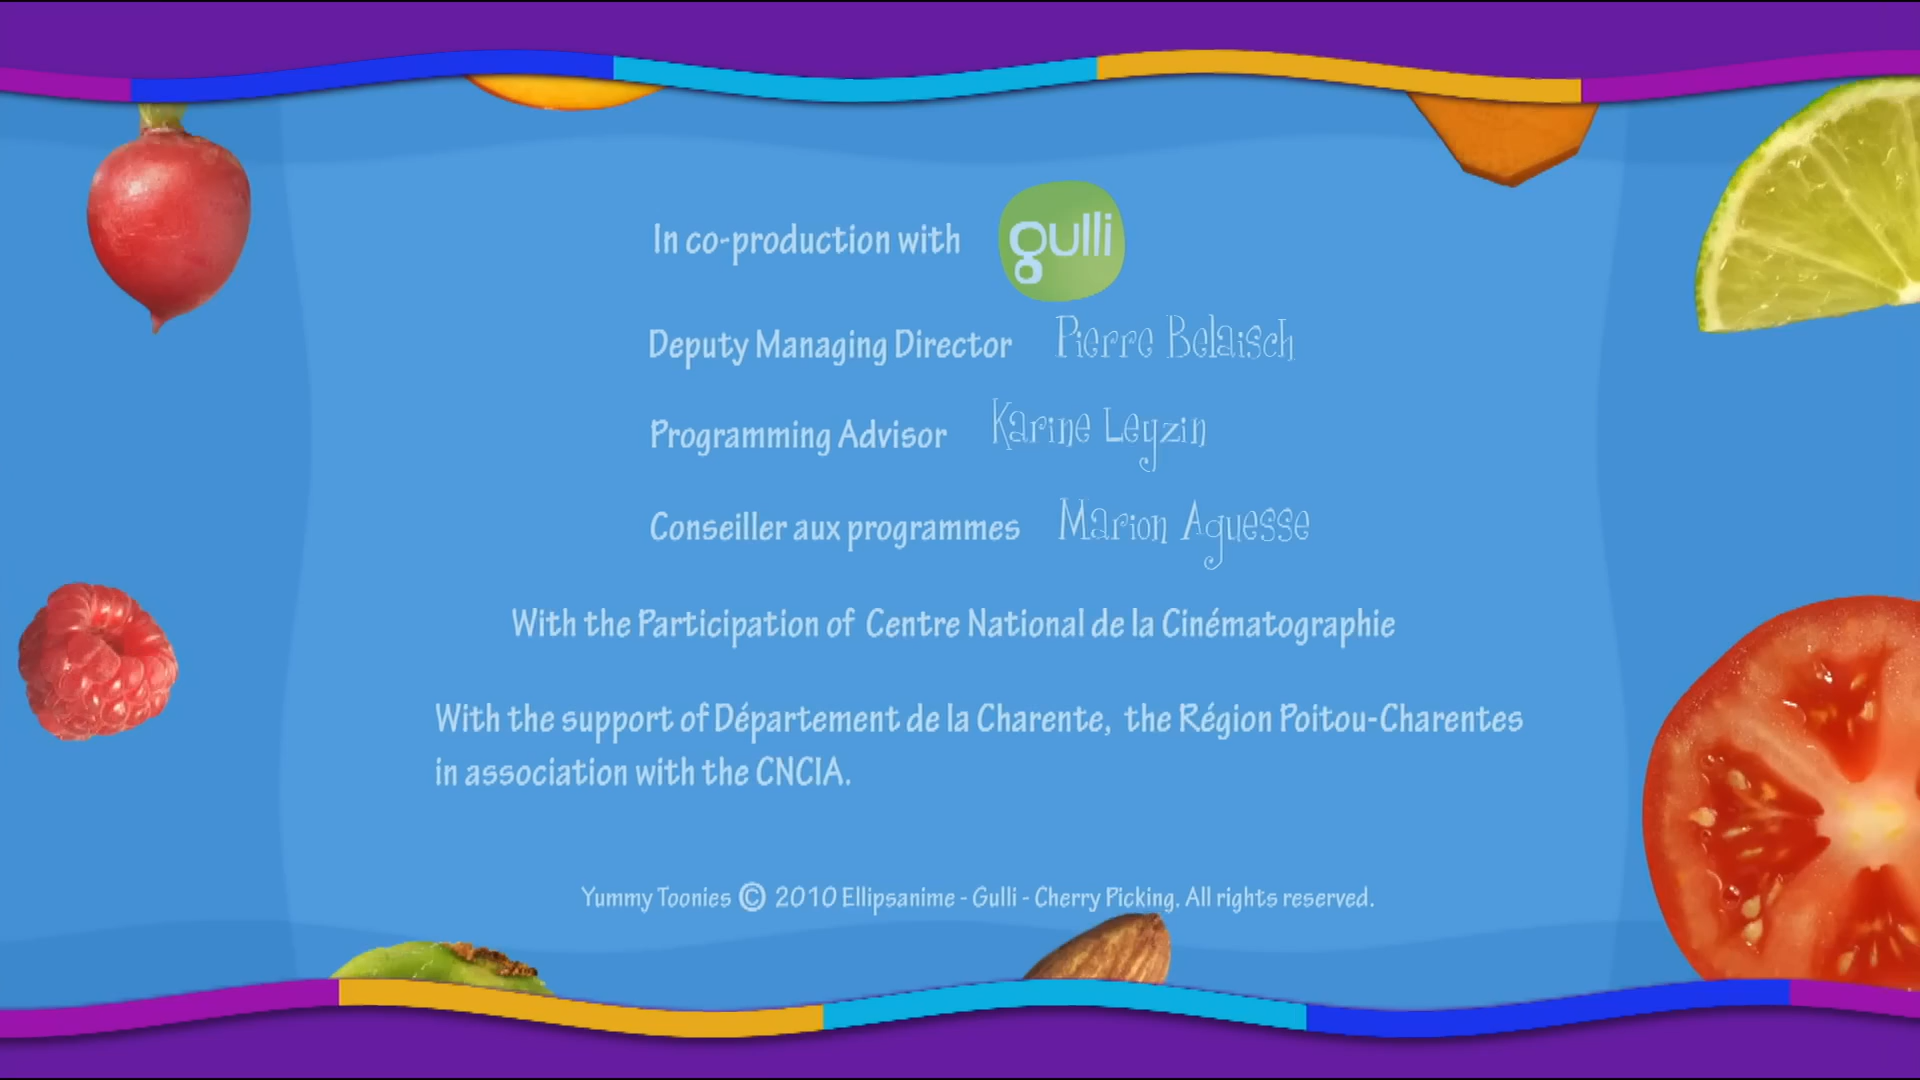 In co-production with gulli
Deputy Managing Director Pierre Belaisch
Programming Advisor Karine Leyzin
Conseiller aux programmes Marion Aguesse
With the Participation of Centre National de la Cinématographie
With the support of Département de la Charente, the Région Poitou-Charentes
in association with the CNCIA.
Yummy Toonies © 2010 Ellipsanime - Gulli - Cherry Picking. All rights reserved.